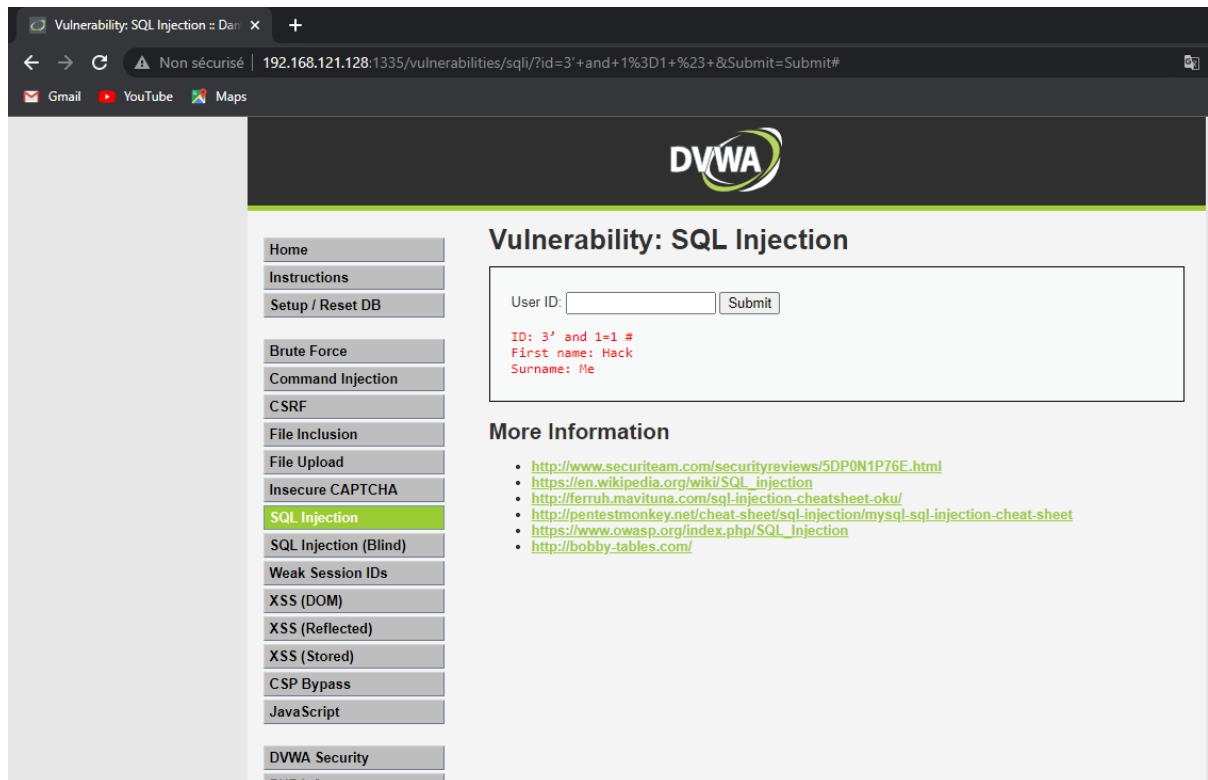 Vulnerability: SQL Injection :: Dam
Non sécurisé | 192.168.121.128:1335/vulnerabilities/sqli/?id=3'+and+1%3D1+%23+&Submit=Submit#
Gmail YouTube Maps
DVWA
Home
Instructions
Setup / Reset DB
Brute Force
Command Injection
CSRF
File Inclusion
File Upload
Insecure CAPTCHA
SQL Injection
SQL Injection (Blind)
Weak Session IDs
XSS (DOM)
XSS (Reflected)
XSS (Stored)
CSP Bypass
JavaScript
DVWA Security
Vulnerability: SQL Injection
User ID: Submit
ID: 3’ and 1=1 #
First name: Hack
Surname: Me
More Information
http://www.securiteam.com/securityreviews/5DP0N1P76E.html
https://en.wikipedia.org/wiki/SQL_injection
http://ferruh.mavituna.com/sql-injection-cheatsheet-oku/
http://pentestmonkey.net/cheat-sheet/sql-injection/mysql-sql-injection-cheat-sheet
https://www.owasp.org/index.php/SQL_Injection
http://bobby-tables.com/